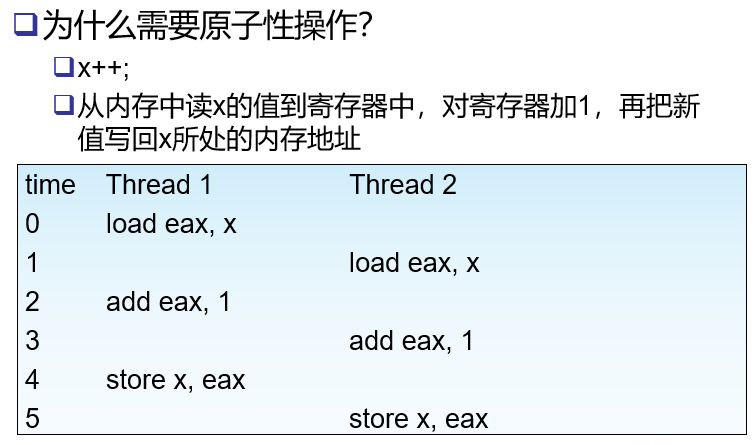 为什么需要原子性操作?
x++;
从内存中读x的值到寄存器中，对寄存器加1，再把新
值写回x所处的内存地址
time Thread 1 Thread 2
0 load eax, x
1 load eax, x
2 add eax, 1
3 add eax, 1
4 store x, eax
5 store x, eax